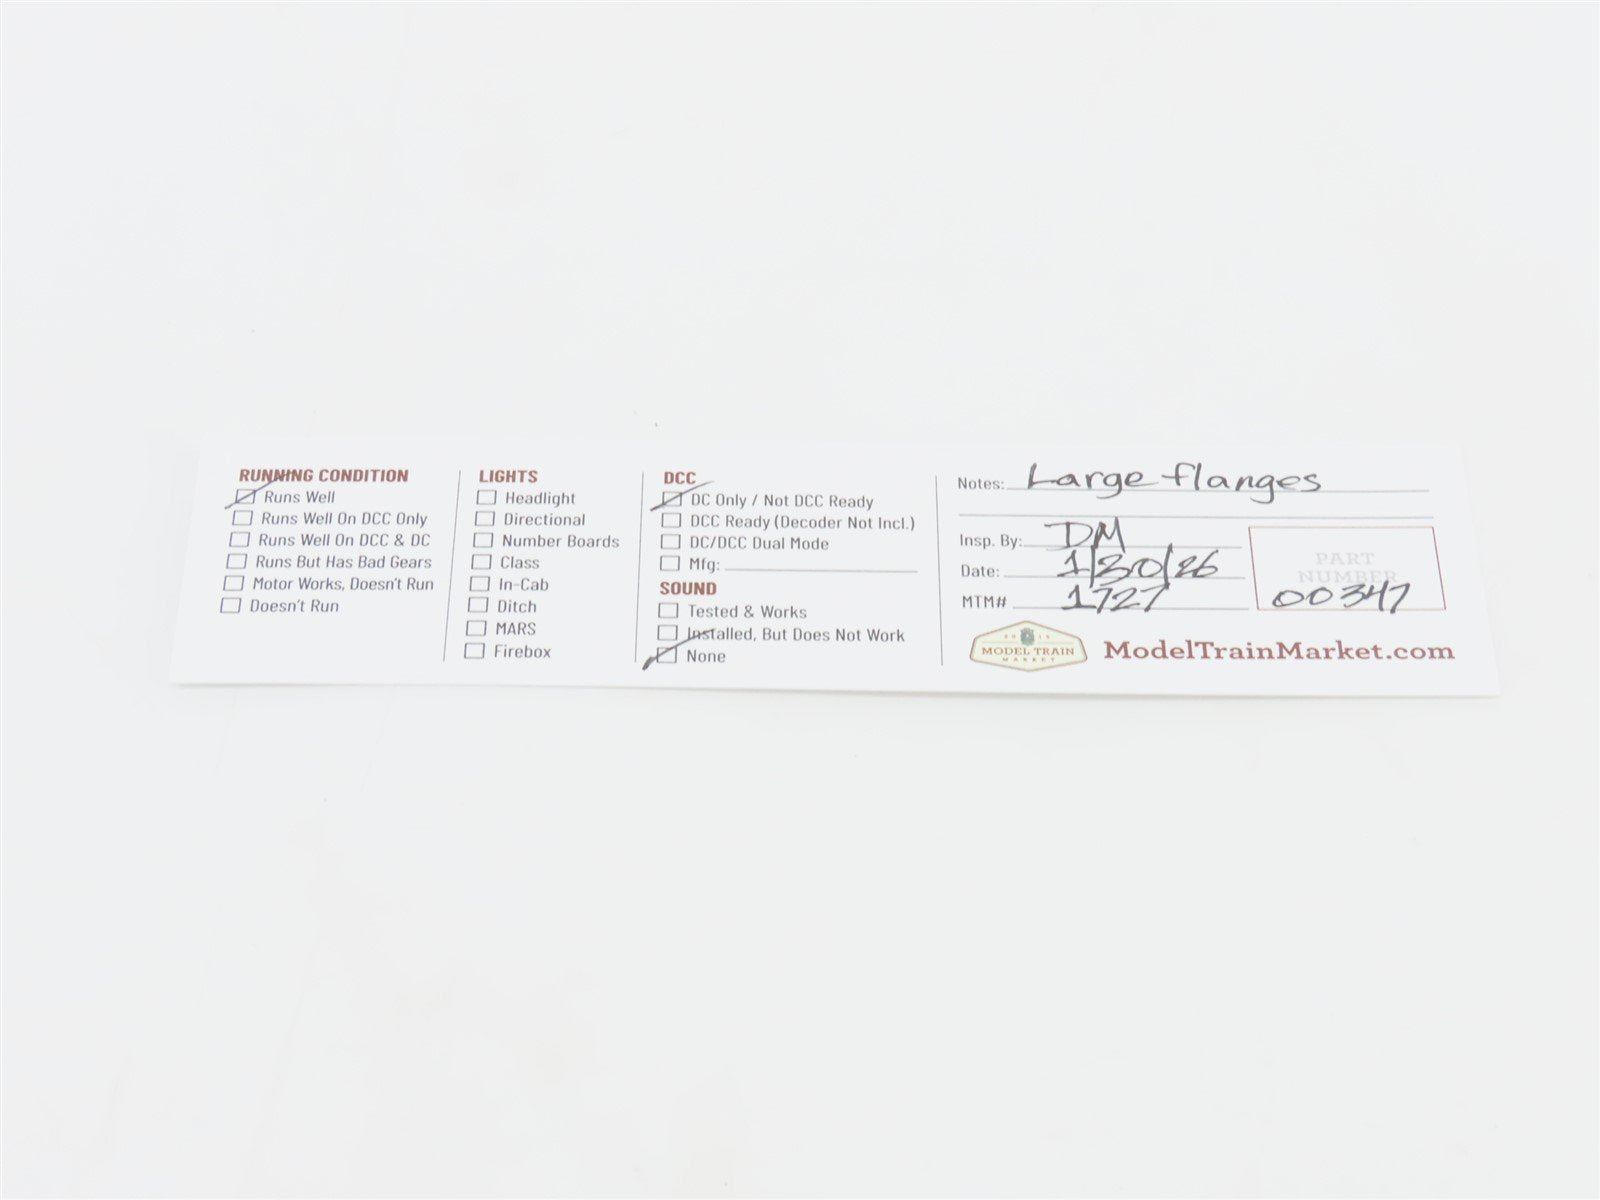 RUNNING CONDITION
Runs Well
Runs Well On DCC Only
Runs Well On DCC & DC
Runs But Has Bad Gears
Motor Works, Doesn't Run
Doesn't Run
LIGHTS
Headlight
Directional
Number Boards
Class
In-Cab
Ditch
MARS
Firebox
DCC
DC Only / Not DCC Ready
DCC Ready (Decoder Not Incl.)
DC/DCC Dual Mode
Mfg:
SOUND
Tested & Works
Installed, But Does Not Work
None
Notes: Large flanges
Insp. By: DM
Date: 1/30/26
MTM# 1727
PART
NUMBER
00347
MODEL TRAIN
MARKET
ModelTrainMarket.com